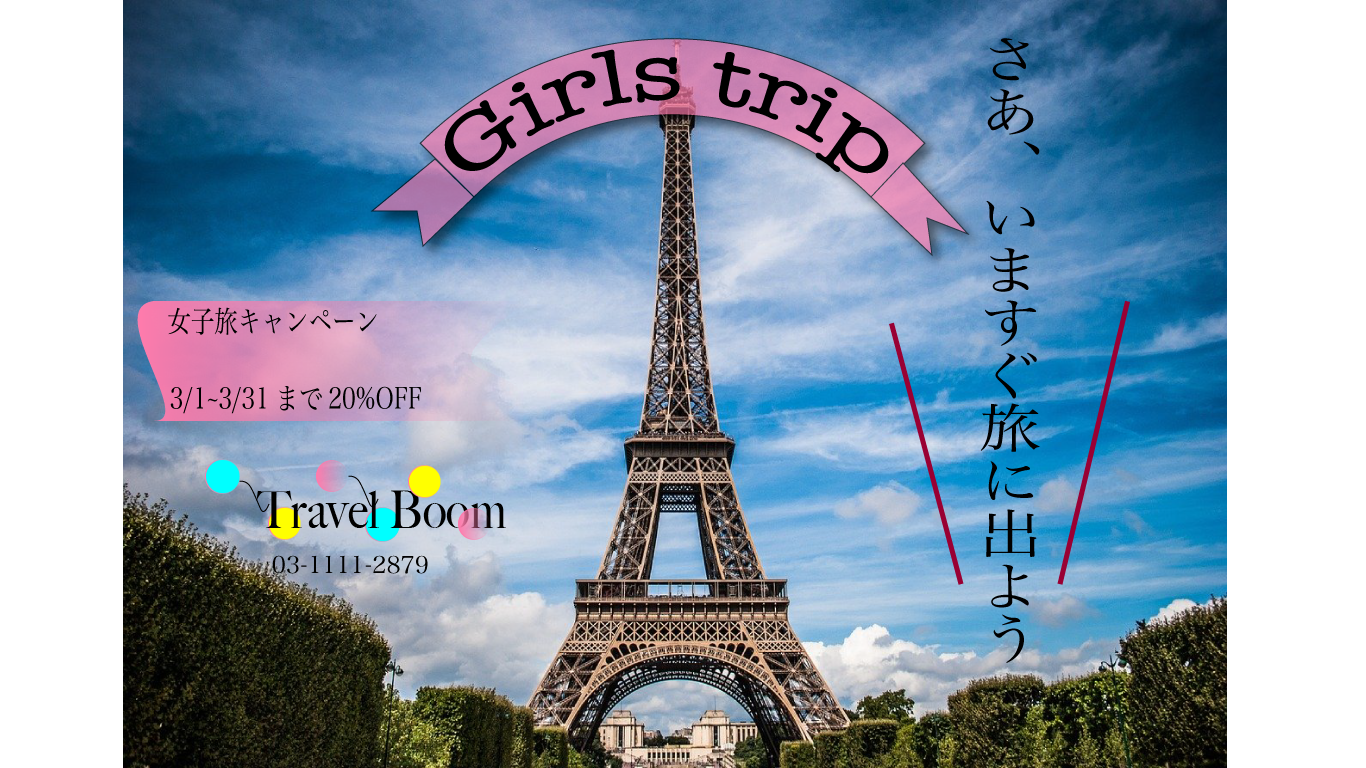 Girls trip
さあ、いますぐ旅に出よう
女子旅キャンペーン
3/1~3/31 まで 20%OFF
Travel Boom
03-1111-2879